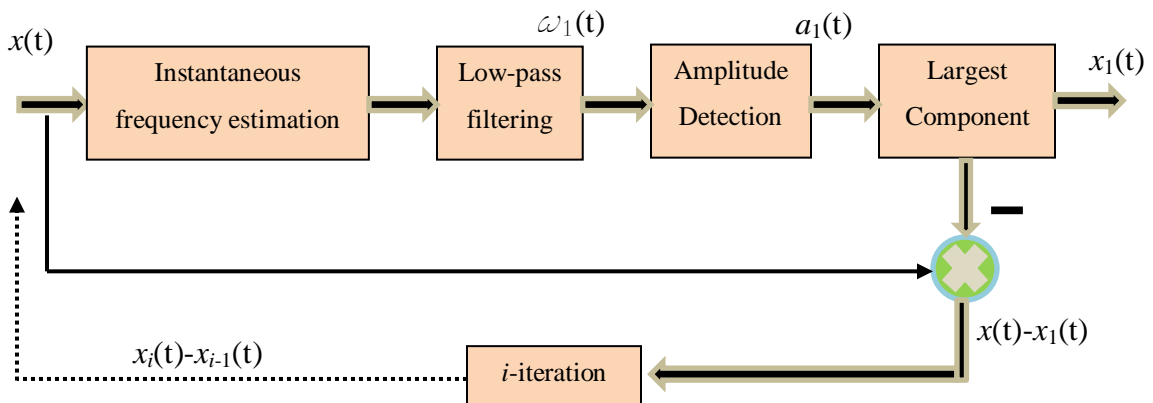 x(t)
ω1(t)
a1(t)
x1(t)
Instantaneous
frequency estimation
Low-pass
filtering
Amplitude
Detection
Largest
Component
x(t)-x1(t)
xi(t)-xi-1(t)
i-iteration